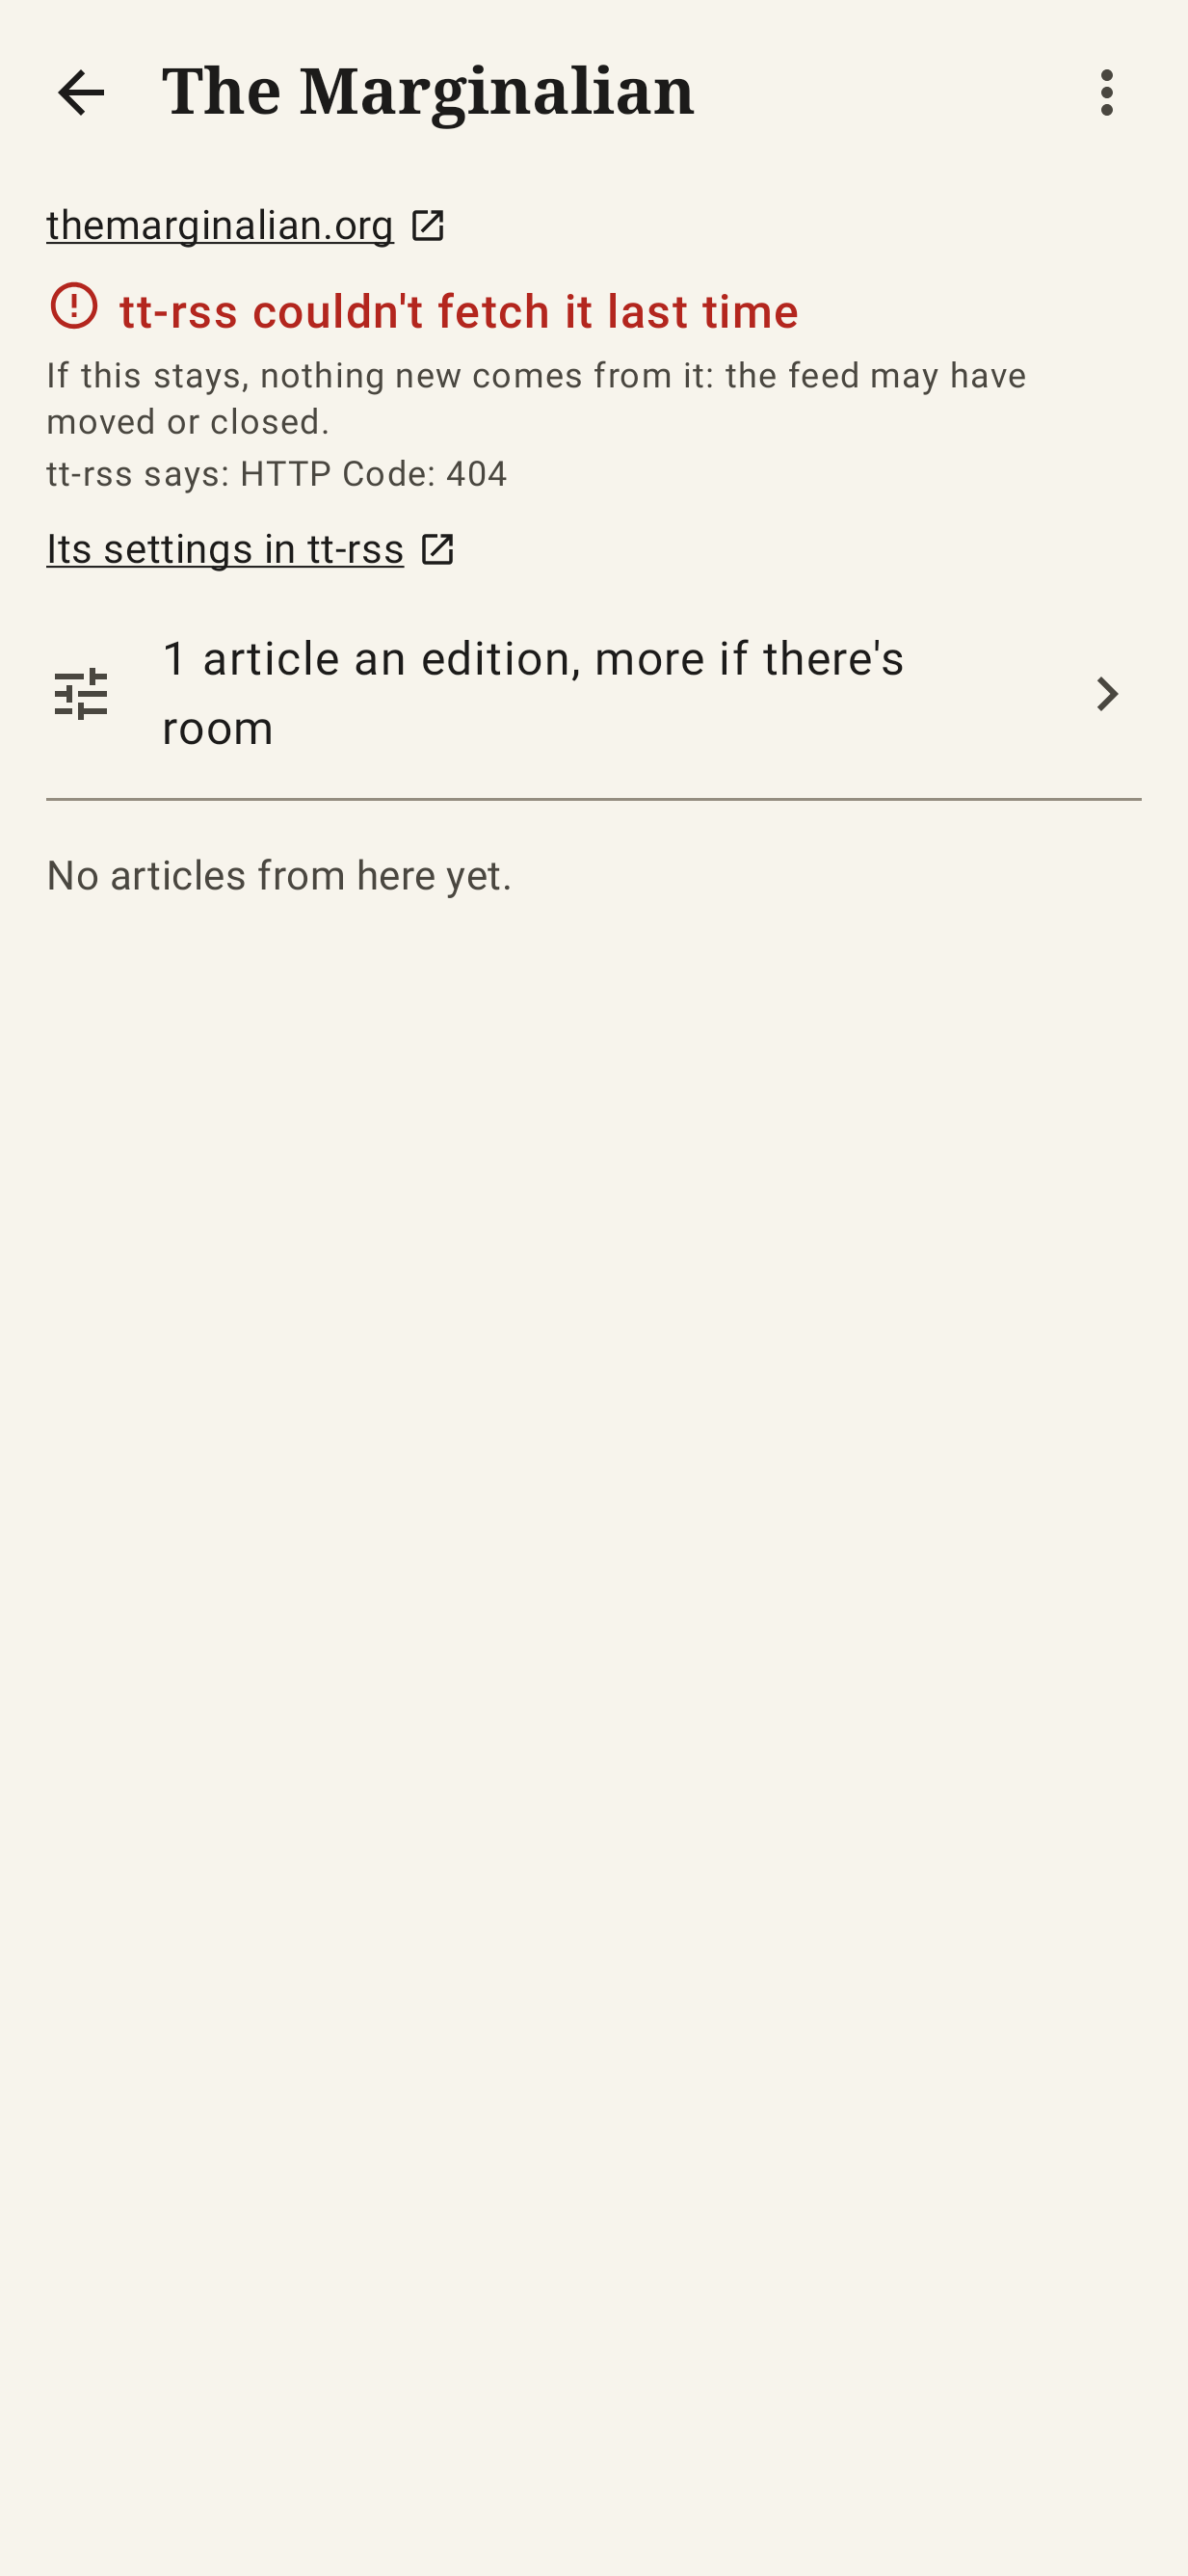 The Marginalian
themarginalian.org
tt-rss couldn't fetch it last time
If this stays, nothing new comes from it: the feed may have
moved or closed.
tt-rss says: HTTP Code: 404
Its settings in tt-rss
1 article an edition, more if there's
room
No articles from here yet.